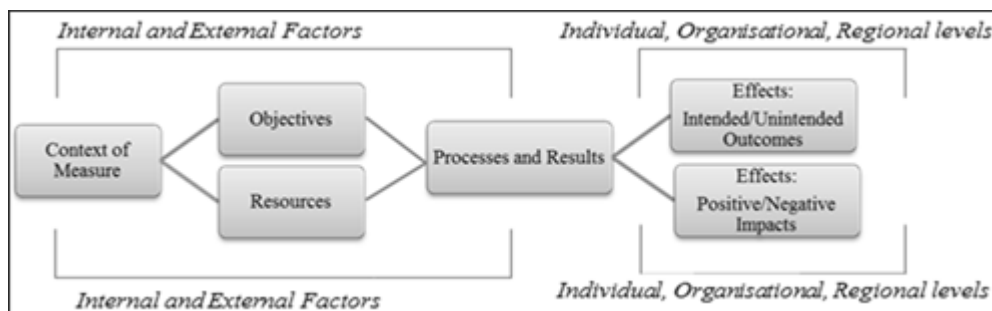 Internal and External Factors
Individual, Organisational, Regional levels
Context of
Measure
Objectives
Resources
Processes and Results
Effects:
Intended/Unintended
Outcomes
Effects:
Positive/Negative
Impacts
Internal and External Factors
Individual, Organisational, Regional levels